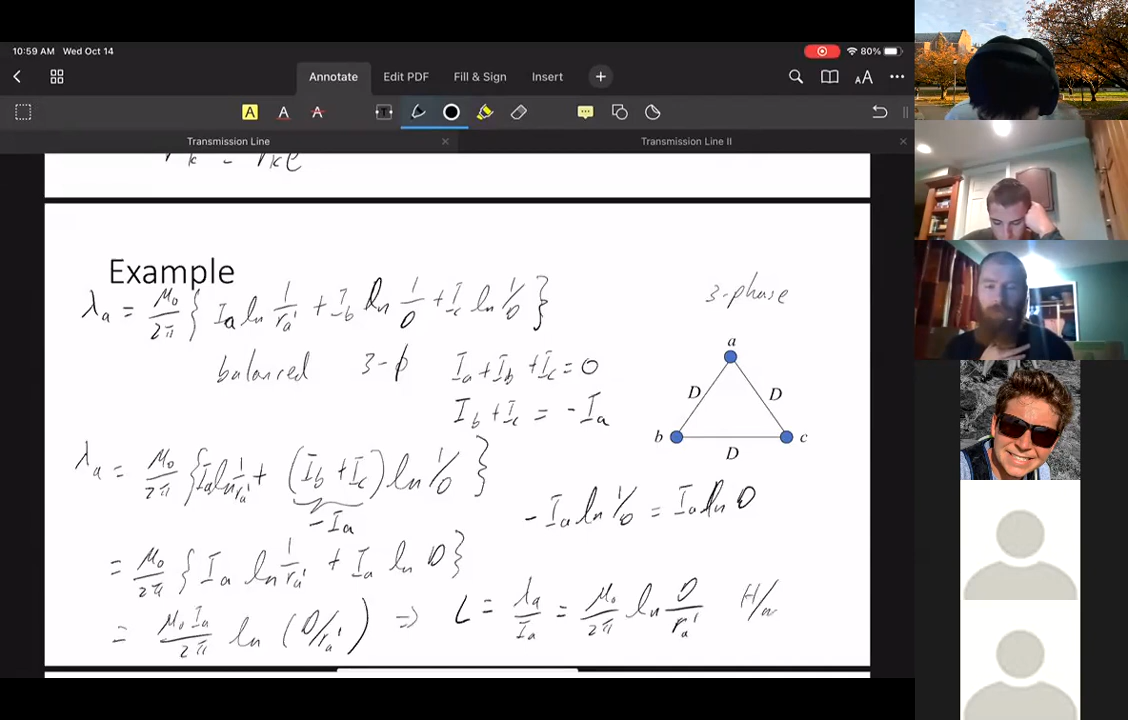 10:59 AM Wed Oct 14
80%
Annotate Edit PDF Fill & Sign Insert
Transmission Line
Transmission Line II
r'k = rke
Example
λa = μ0/2π { Ia ln 1/ra' + Ib ln 1/D + Ic ln 1/D }
3-phase
balanced 3-φ Ia + Ib + Ic = 0
Ib + Ic = -Ia
a
D D
b c
D
λa = μ0/2π { Ia ln 1/ra' + (Ib + Ic) ln 1/D }
-Ia
-Ia ln 1/D = Ia ln D
= μ0/2π { Ia ln 1/ra' + Ia ln D }
= μ0 Ia/2π ln (D/ra') ⇒ L = λa/Ia = μ0/2π ln D/ra' H/m